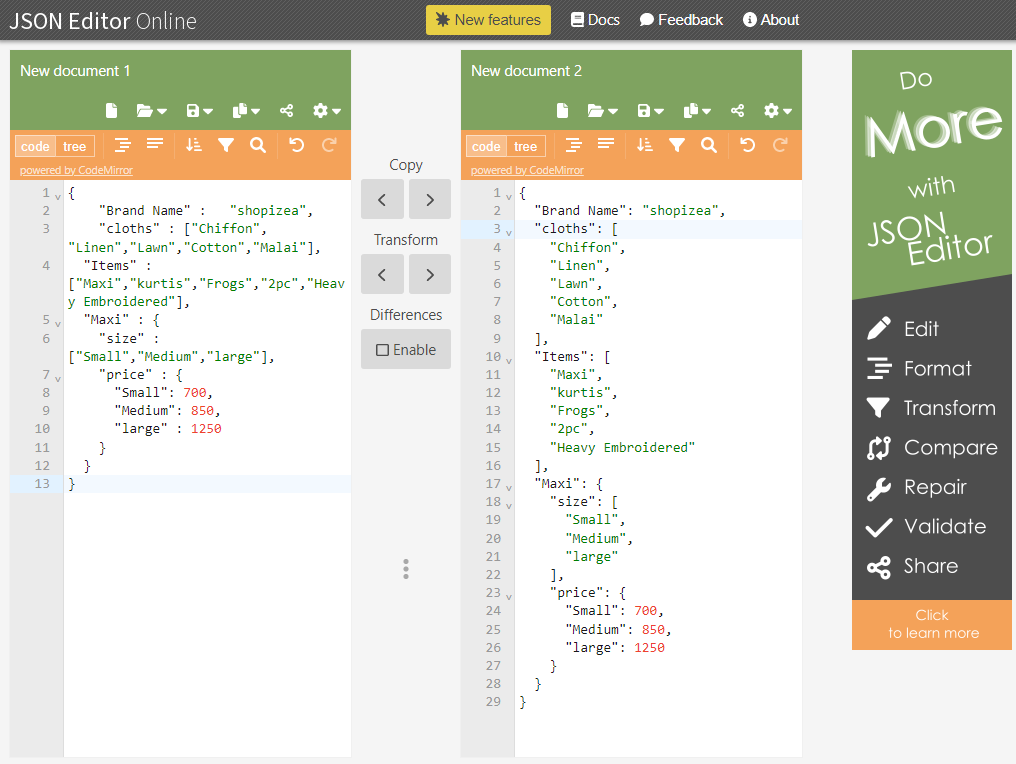 JSON Editor Online
New features Docs Feedback About
New document 1
code tree
powered by CodeMirror
1 {
2     "Brand Name" :   "shopizea",
3     "cloths" : ["Chiffon",
"Linen","Lawn","Cotton","Malai"],
4   "Items" :
["Maxi","kurtis","Frogs","2pc","Heav
y Embroidered"],
5   "Maxi" : {
6     "size" :
["Small","Medium","large"],
7     "price" : {
8       "Small": 700,
9       "Medium": 850,
10       "large" : 1250
11     }
12   }
13 }
Copy
Transform
Differences
Enable
New document 2
code tree
powered by CodeMirror
1 {
2   "Brand Name": "shopizea",
3   "cloths": [
4     "Chiffon",
5     "Linen",
6     "Lawn",
7     "Cotton",
8     "Malai"
9   ],
10   "Items": [
11     "Maxi",
12     "kurtis",
13     "Frogs",
14     "2pc",
15     "Heavy Embroidered"
16   ],
17   "Maxi": {
18     "size": [
19       "Small",
20       "Medium",
21       "large"
22     ],
23     "price": {
24       "Small": 700,
25       "Medium": 850,
26       "large": 1250
27     }
28   }
29 }
Do
More
with
JSON
Editor
Edit
Format
Transform
Compare
Repair
Validate
Share
Click
to learn more